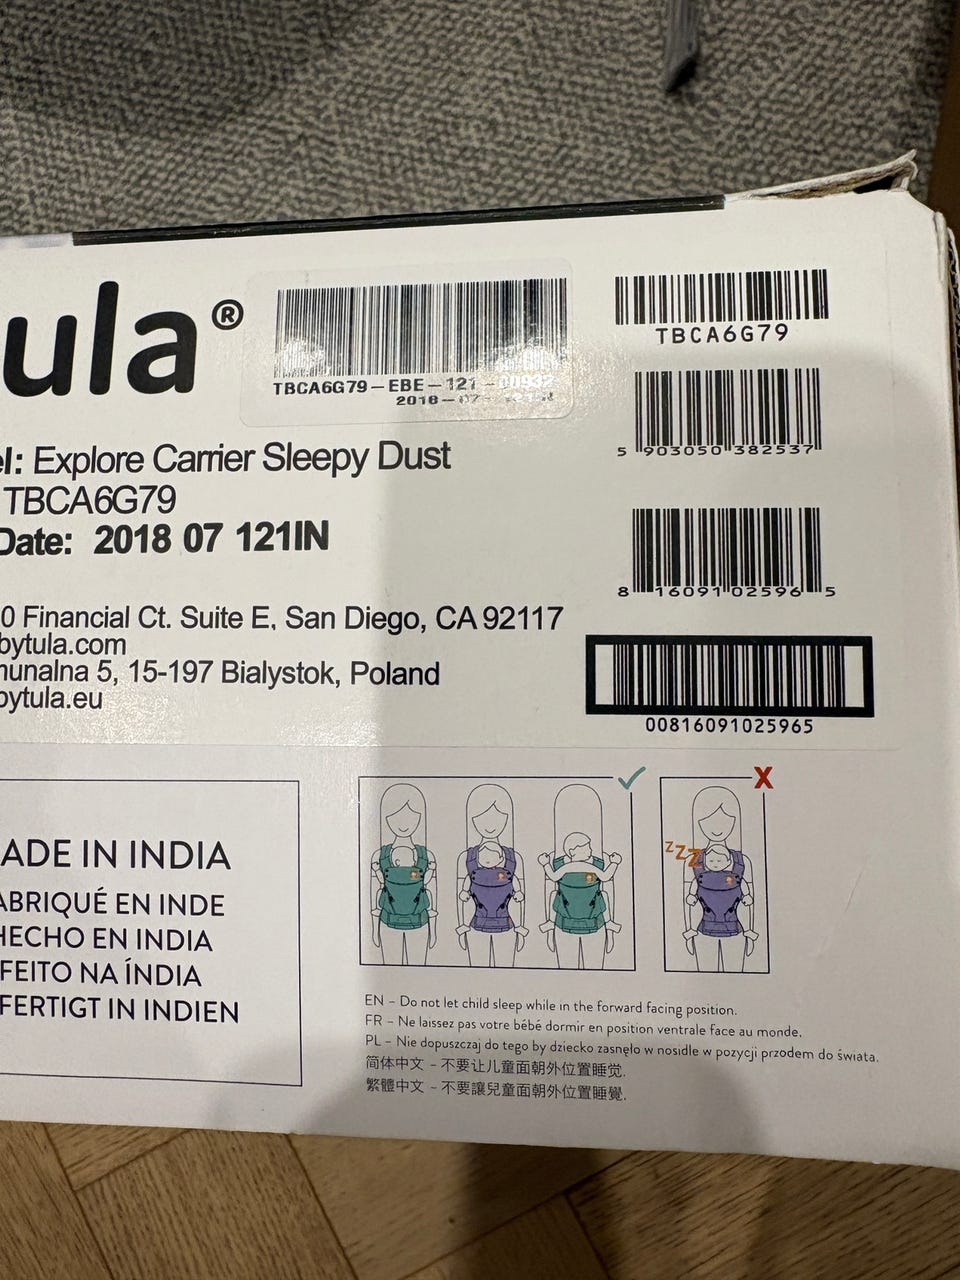 ula®
TBCA6G79-EBE-121
2018-07
TBCA6G79
5 903050 382537
8 16091 02596 5
00816091025965
el: Explore Carrier Sleepy Dust
TBCA6G79
Date: 2018 07 121IN
0 Financial Ct. Suite E, San Diego, CA 92117
bytula.com
nunalna 5, 15-197 Bialystok, Poland
bytula.eu
ADE IN INDIA
ABRIQUÉ EN INDE
HECHO EN INDIA
FEITO NA ÍNDIA
FERTIGT IN INDIEN
X
zZZ
EN – Do not let child sleep while in the forward facing position.
FR – Ne laissez pas votre bébé dormir en position ventrale face au monde.
PL – Nie dopuszczaj do tego by dziecko zasnęło w nosidle w pozycji przodem do świata.
简体中文 – 不要让儿童面朝外位置睡觉.
繁體中文 – 不要讓兒童面朝外位置睡覺.